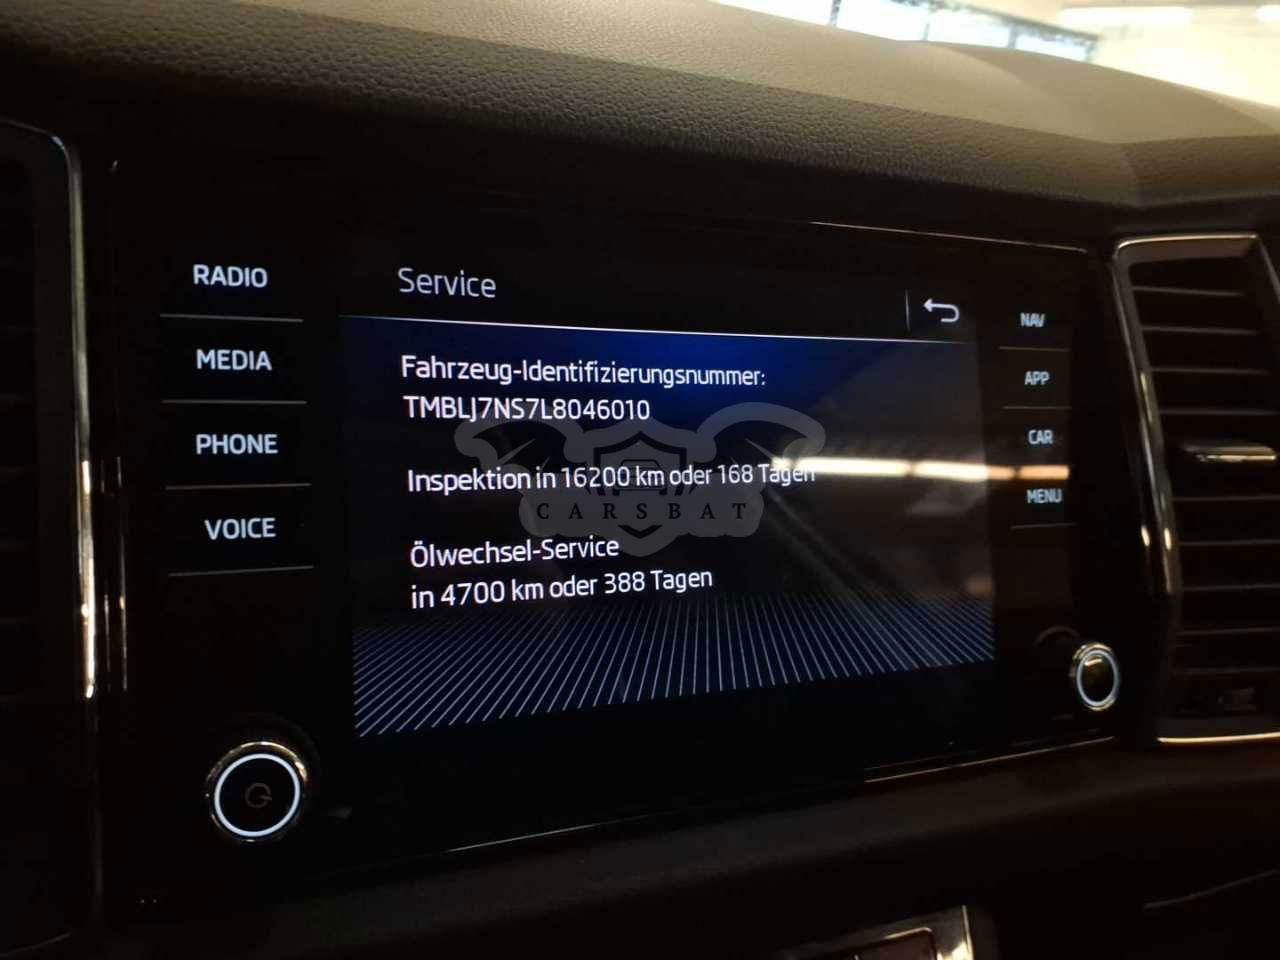 RADIO
MEDIA
PHONE
VOICE
Service
Fahrzeug-Identifizierungsnummer:
TMBLJ7NS7L8046010
Inspektion in 16200 km oder 168 Tagen
CARSBAT
Ölwechsel-Service
in 4700 km oder 388 Tagen
NAV
APP
CAR
MENU